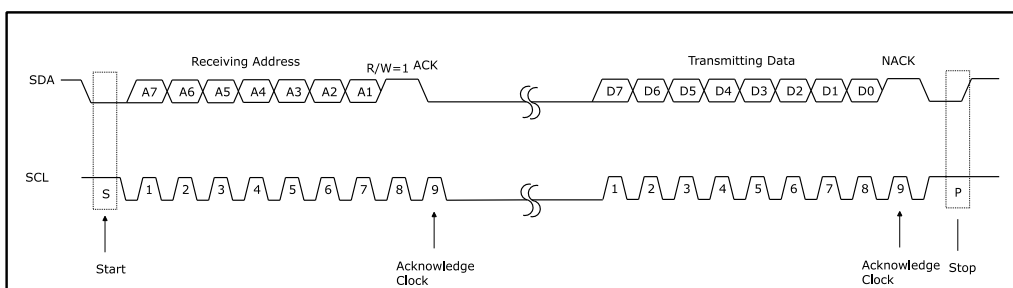 Receiving Address
R/W=1
ACK
Transmitting Data
NACK
SDA
A7 A6 A5 A4 A3 A2 A1
D7 D6 D5 D4 D3 D2 D1 D0
SCL
S
1 2 3 4 5 6 7 8 9
1 2 3 4 5 6 7 8 9
P
Start
Acknowledge
Clock
Acknowledge
Clock
Stop